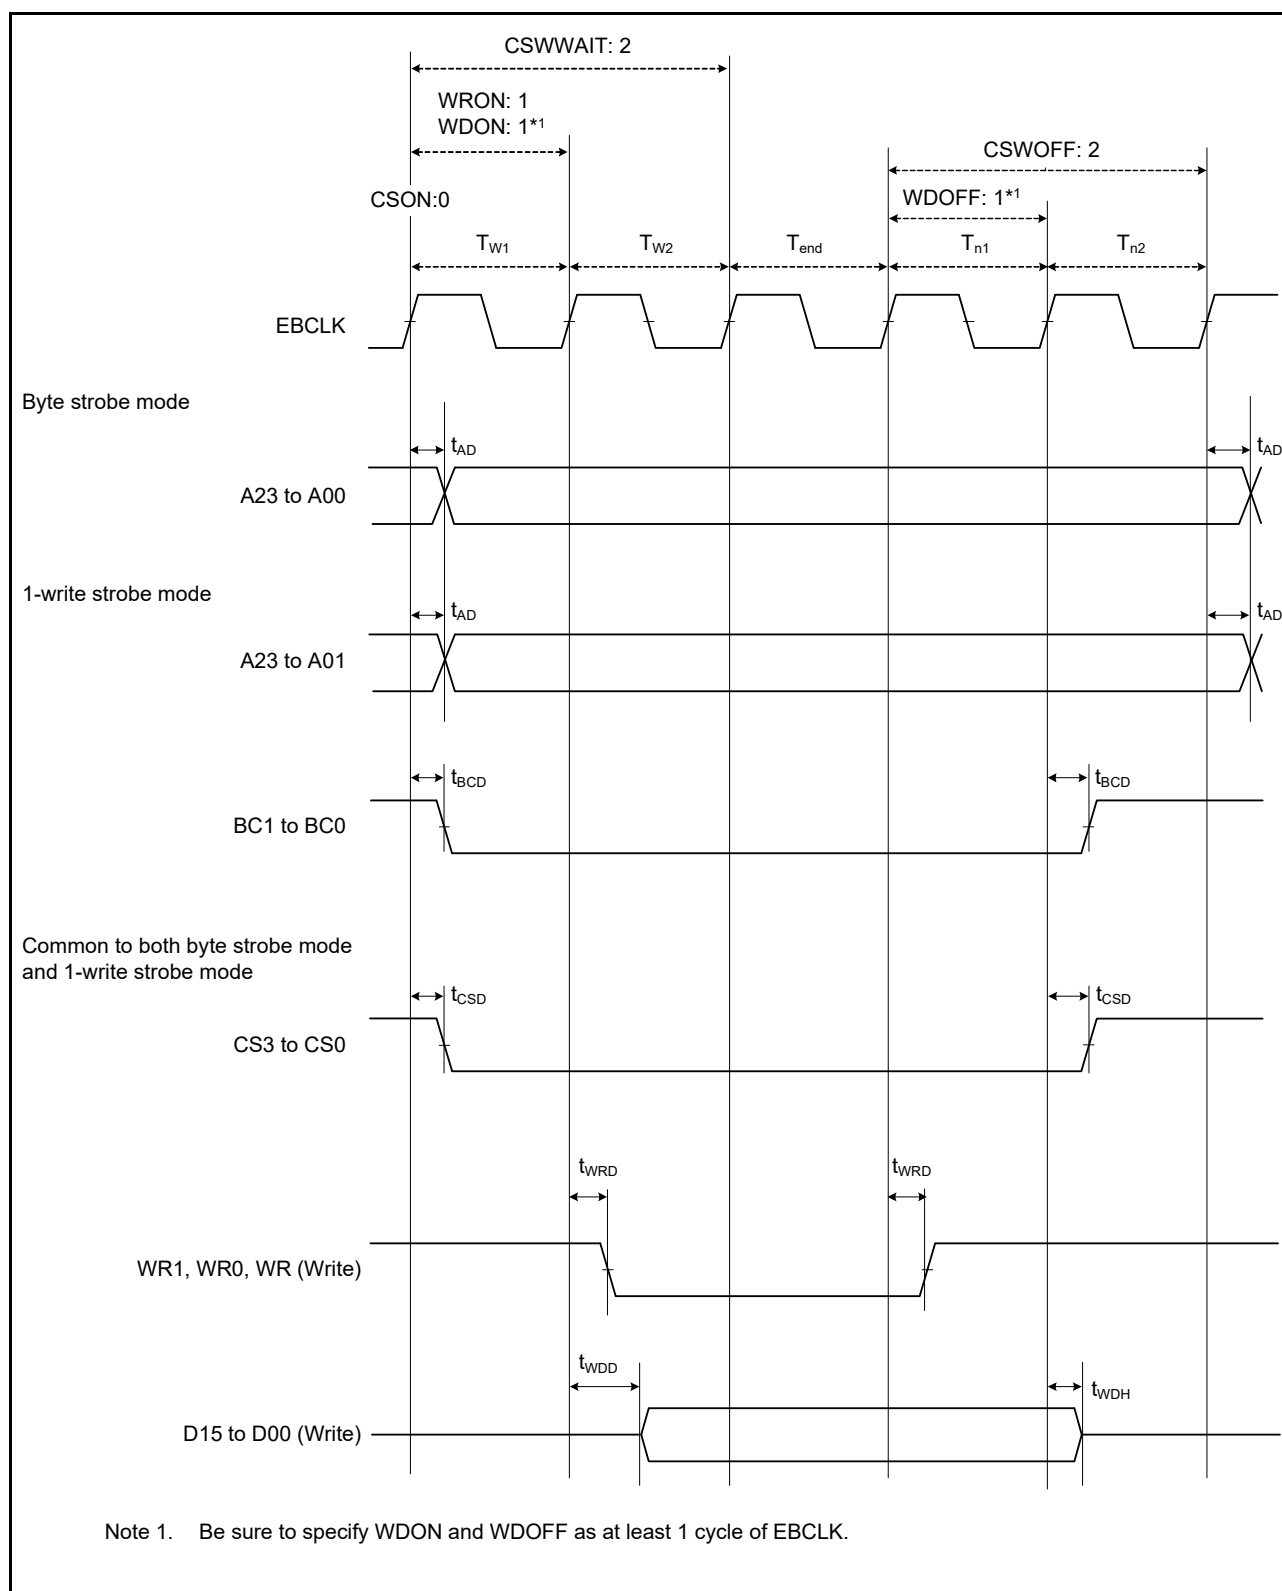 CSWWAIT: 2
WRON: 1
WDON: 1*1
CSWOFF: 2
CSON:0
WDOFF: 1*1
TW1 TW2 Tend Tn1 Tn2
EBCLK
Byte strobe mode
tAD tAD
A23 to A00
1-write strobe mode
tAD tAD
A23 to A01
tBCD tBCD
BC1 to BC0
Common to both byte strobe mode
and 1-write strobe mode
tCSD tCSD
CS3 to CS0
tWRD tWRD
WR1, WR0, WR (Write)
tWDD
tWDH
D15 to D00 (Write)
Note 1. Be sure to specify WDON and WDOFF as at least 1 cycle of EBCLK.